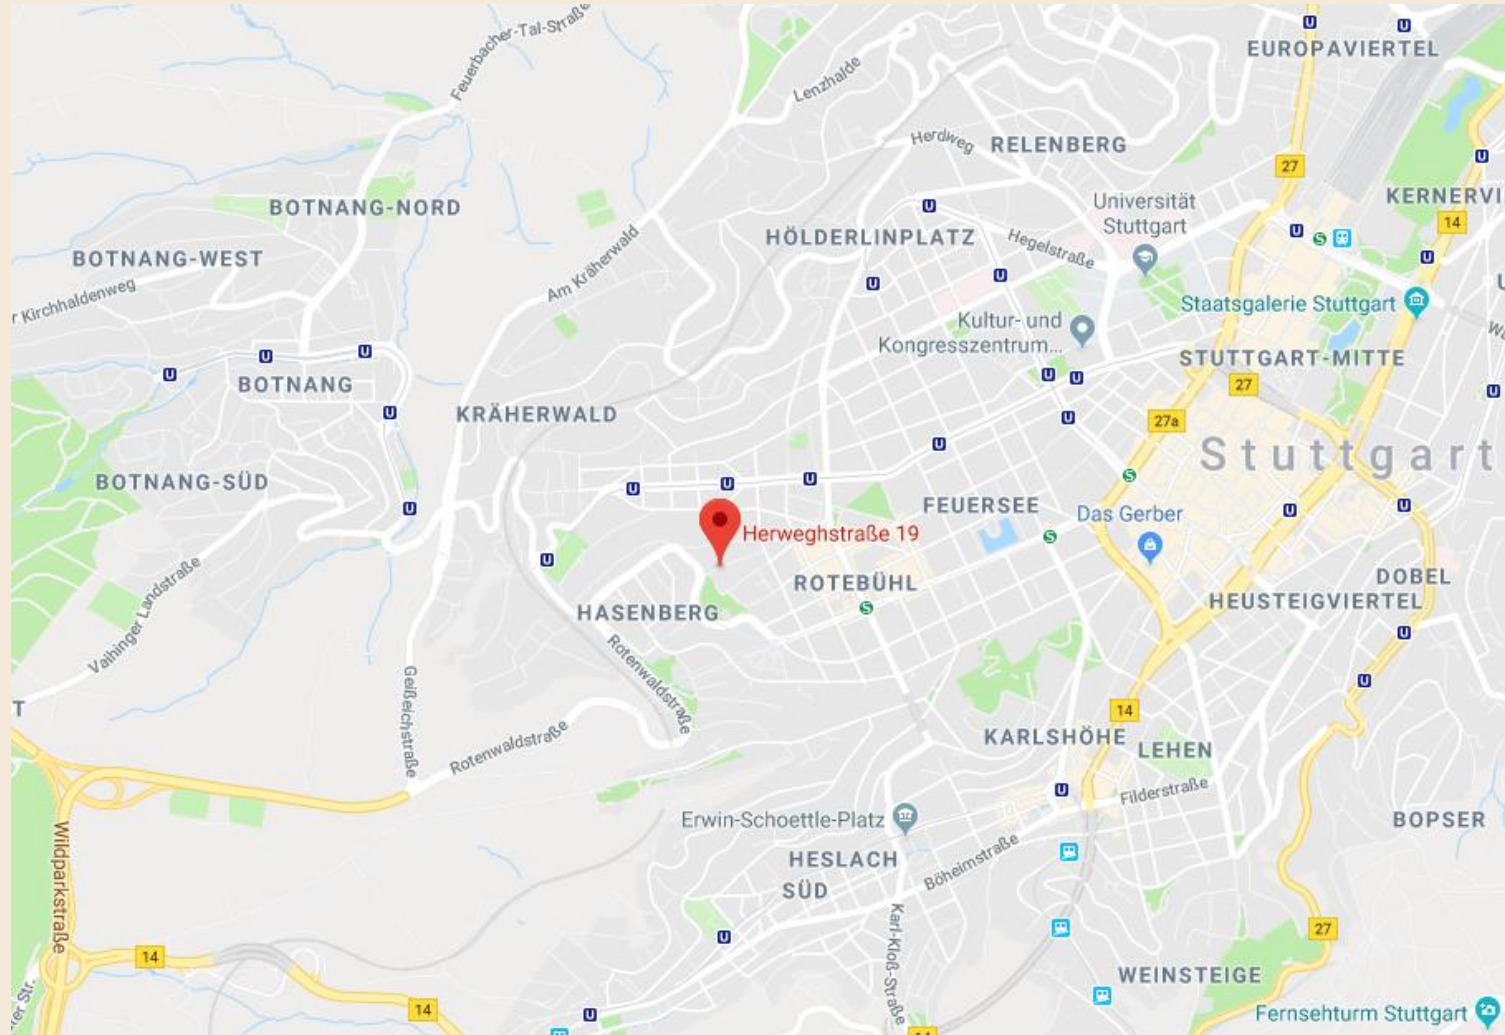 Feuerbacher-Tal-Straße
Lenzhalde
EUROPAVIERTEL
Herdweg
RELENBERG
27
BOTNANG-NORD
Universität
Stuttgart
KERNERVI
14
BOTNANG-WEST
HÖLDERLINPLATZ
Hegelstraße
Am Kräherwald
r Kirchhaldenweg
Staatsgalerie Stuttgart
Kultur- und
Kongresszentrum...
STUTTGART-MITTE
BOTNANG
27
KRÄHERWALD
27a
Stuttgart
BOTNANG-SÜD
FEUERSEE
Das Gerber
Herweghstraße 19
ROTEBÜHL
DOBEL
HEUSTEIGVIERTEL
HASENBERG
Vaihinger Landstraße
Rotenwaldstraße
Geißeichstraße
T
14
Rotenwaldstraße
KARLSHÖHE
LEHEN
Filderstraße
Erwin-Schoettle-Platz
BOPSER
Wildparkstraße
HESLACH
Böheimstraße
SÜD
Karl-Kloß-Straße
27
14
WEINSTEIGE
14
Fernsehturm Stuttgart
14